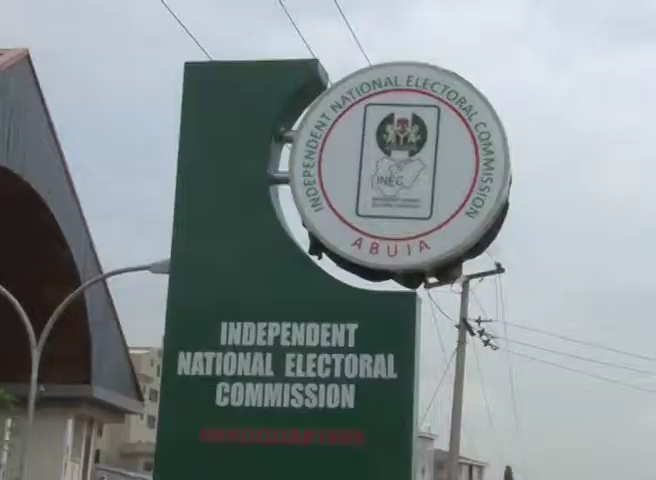 INDEPENDENT NATIONAL ELECTORAL COMMISSION
INEC
ABUJA
INDEPENDENT
NATIONAL ELECTORAL
COMMISSION
HEADQUARTERS